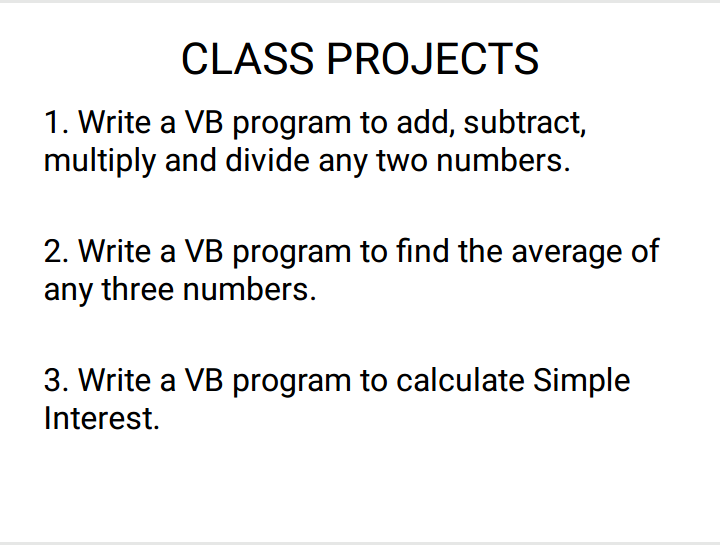 CLASS PROJECTS
1. Write a VB program to add, subtract,
multiply and divide any two numbers.
2. Write a VB program to find the average of
any three numbers.
3. Write a VB program to calculate Simple
Interest.